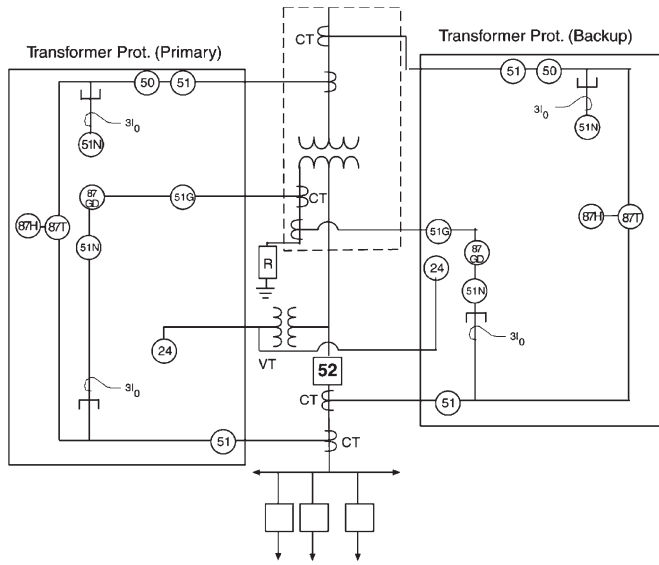 Transformer Prot. (Primary)
CT
Transformer Prot. (Backup)
50
51
51
50
3I0
51N
3I0
51N
87
GD
51G
CT
87H
87T
51N
51G
87H
87T
87
GD
24
R
51N
24
VT
3I0
52
3I0
CT
51
51
CT